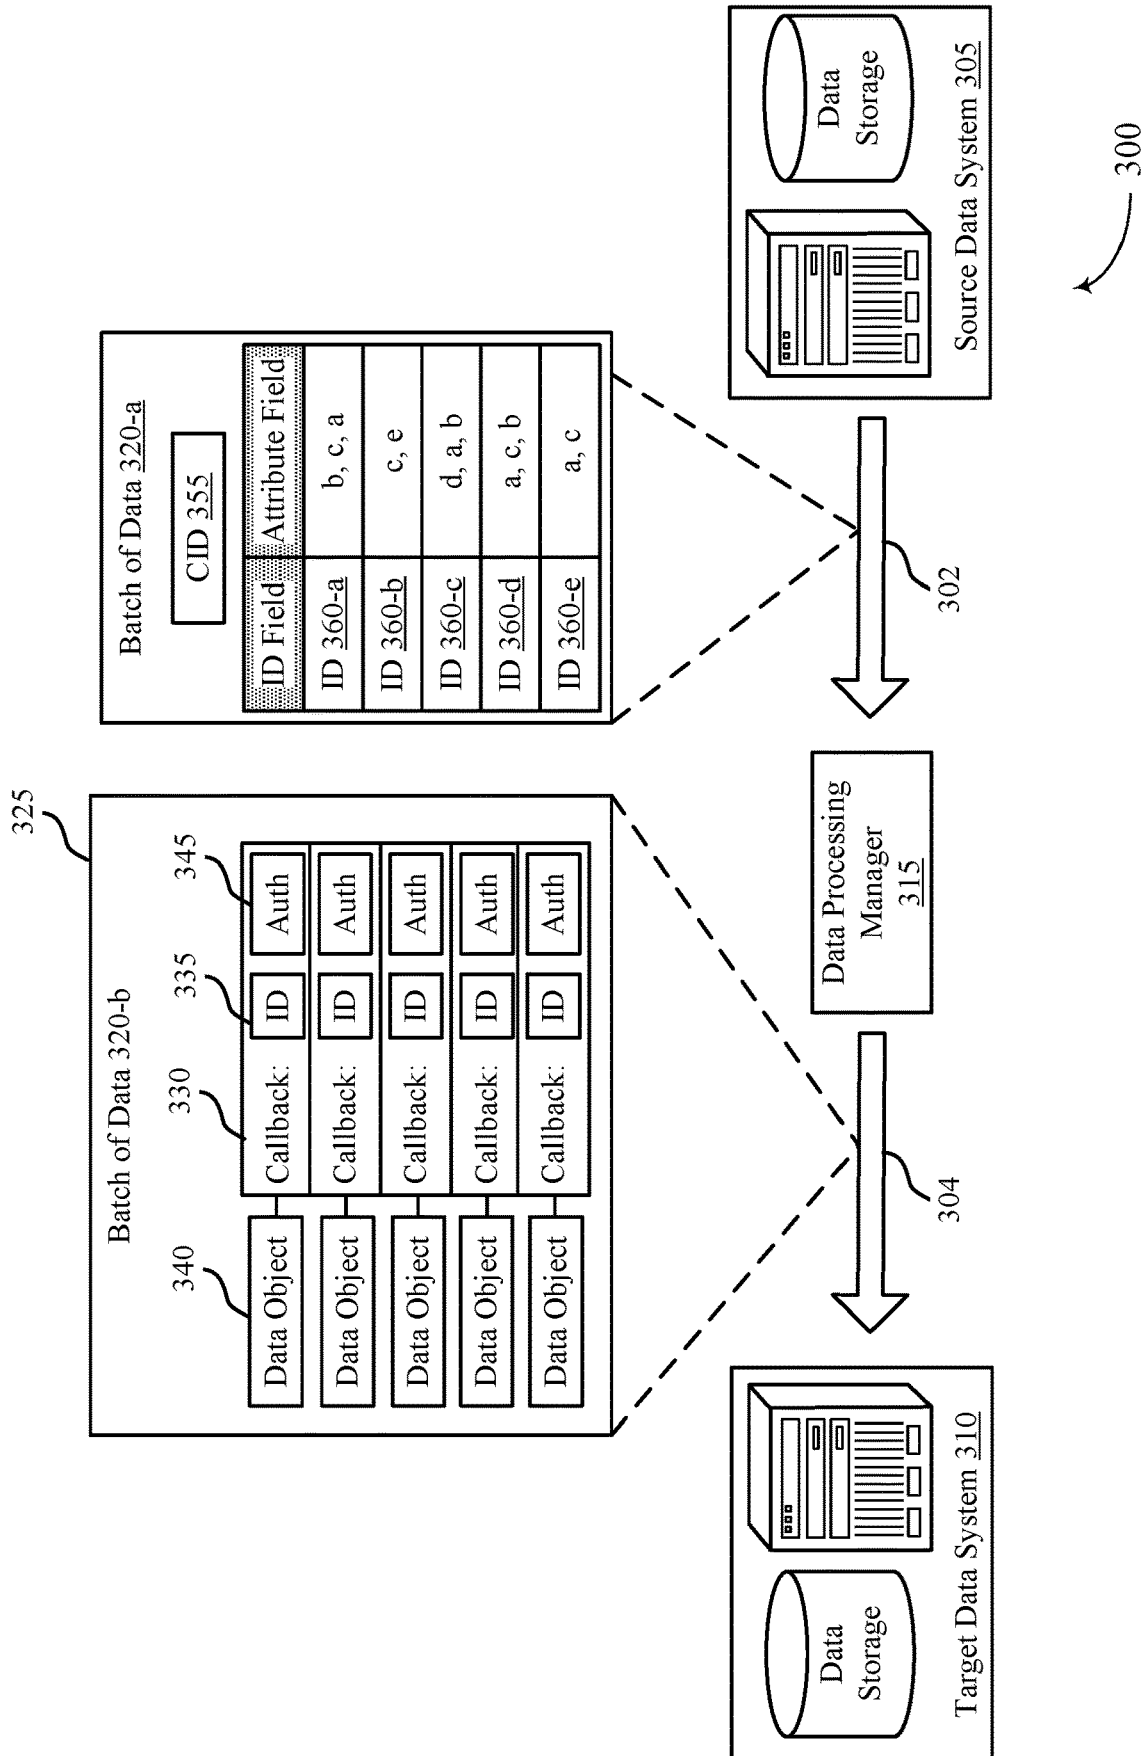 325
Batch of Data 320-b
340
330
335
345
Data Object Callback: ID Auth
Data Object Callback: ID Auth
Data Object Callback: ID Auth
Data Object Callback: ID Auth
Data Object Callback: ID Auth
Batch of Data 320-a
CID 355
ID Field Attribute Field
ID 360-a b, c, a
ID 360-b c, e
ID 360-c d, a, b
ID 360-d a, c, b
ID 360-e a, c
Data
Storage
Target Data System 310
304
Data Processing
Manager
315
302
Data
Storage
Source Data System 305
300